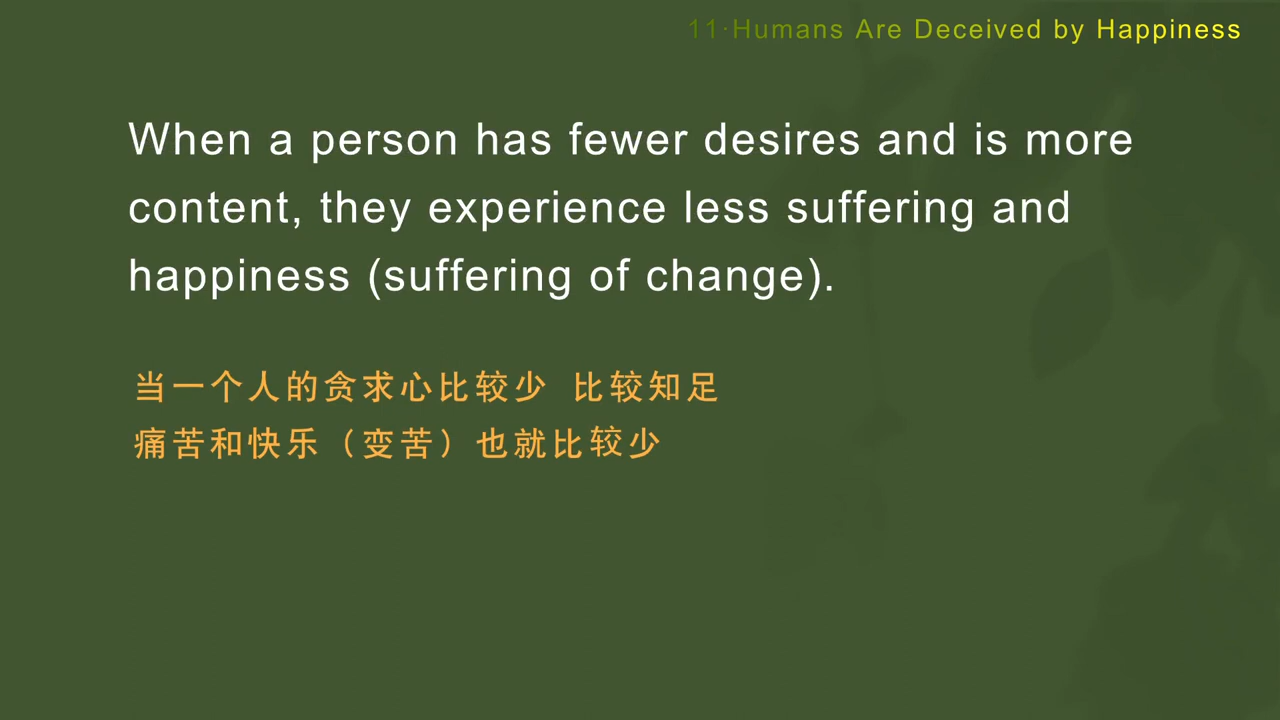 11·Humans Are Deceived by Happiness
When a person has fewer desires and is more
content, they experience less suffering and
happiness (suffering of change).
当一个人的贪求心比较少 比较知足
痛苦和快乐（变苦）也就比较少